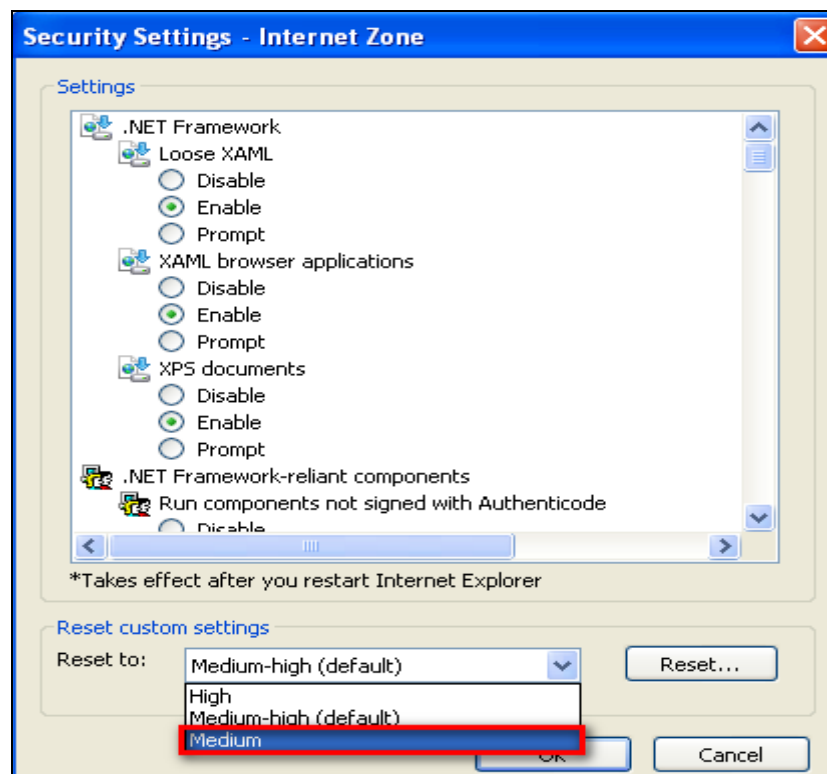 Security Settings - Internet Zone
Settings
.NET Framework
Loose XAML
Disable
Enable
Prompt
XAML browser applications
Disable
Enable
Prompt
XPS documents
Disable
Enable
Prompt
.NET Framework-reliant components
Run components not signed with Authenticode
Disable
*Takes effect after you restart Internet Explorer
Reset custom settings
Reset to: Medium-high (default) Reset...
High
Medium-high (default)
Medium
OK Cancel